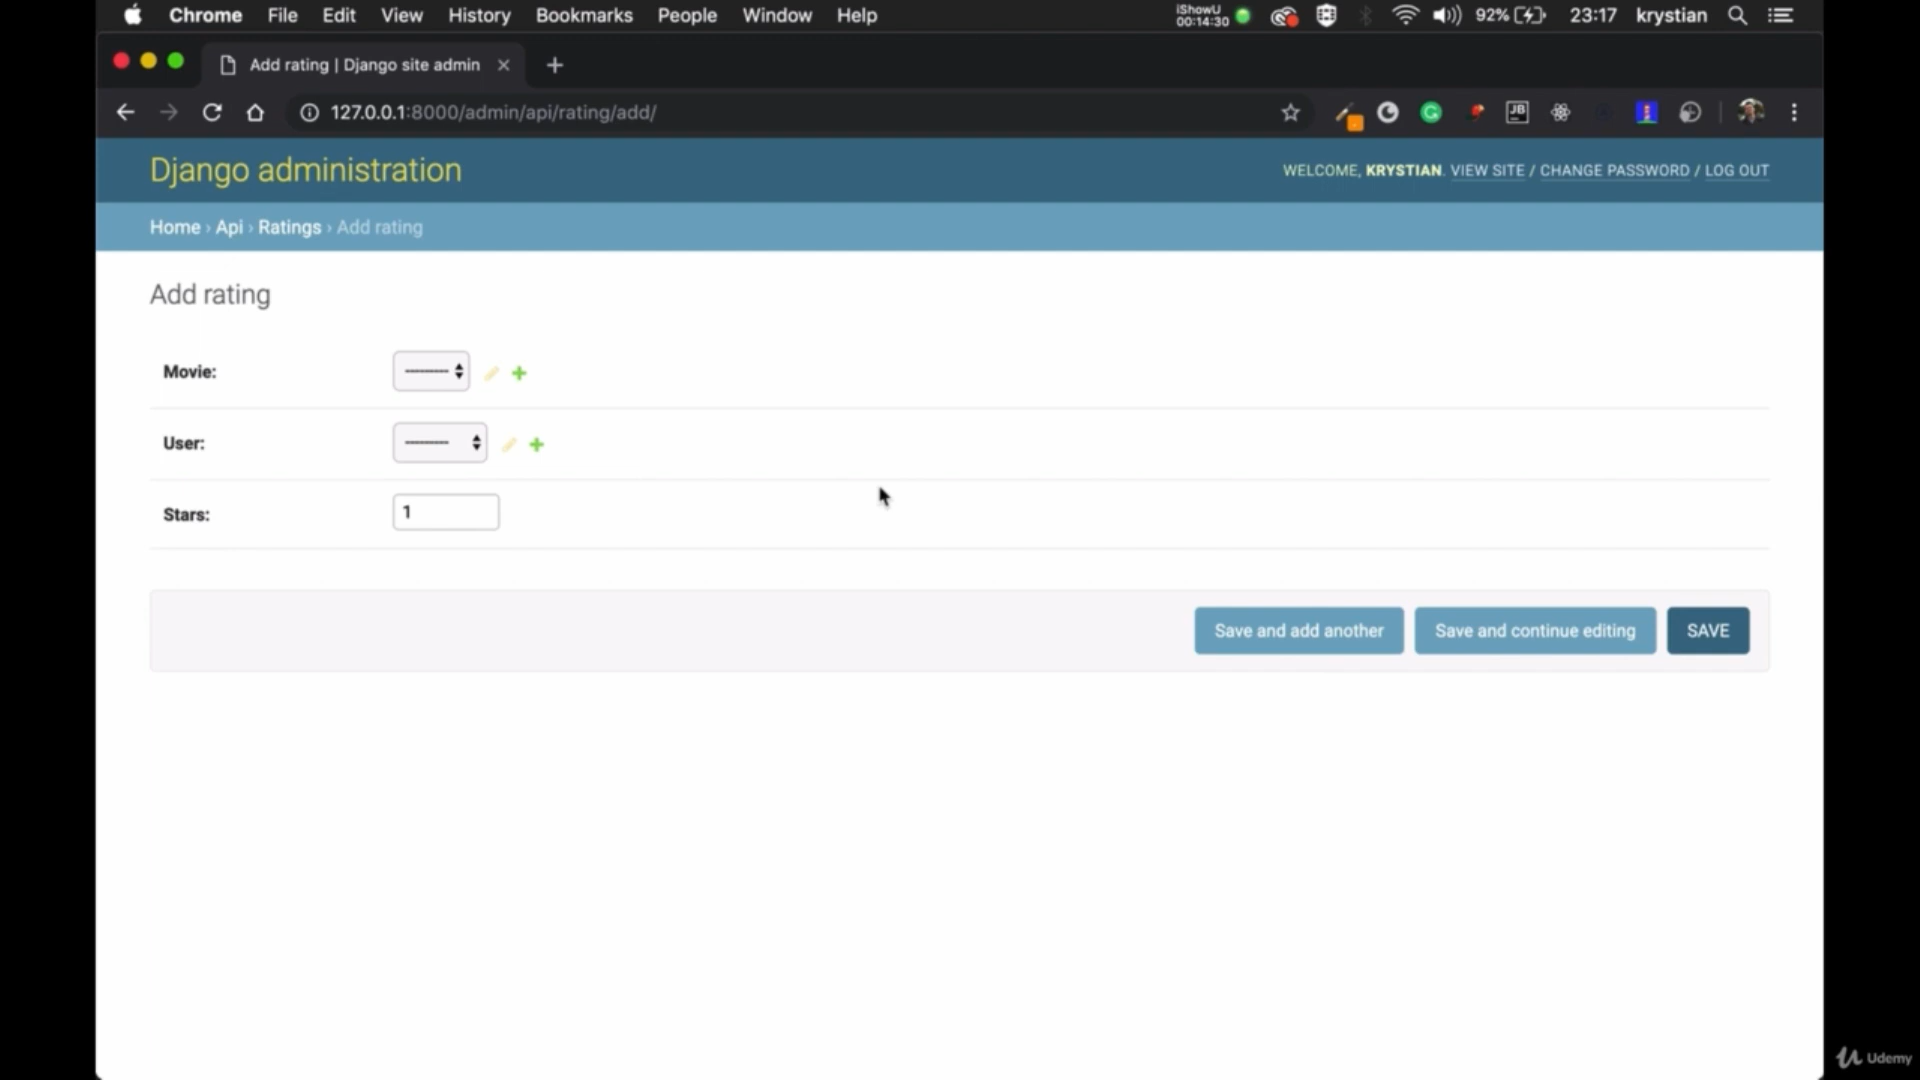 Chrome File Edit View History Bookmarks People Window Help iShowU 00:14:30 92% 23:17 krystian
Add rating | Django site admin
127.0.0.1:8000/admin/api/rating/add/
JB
Django administration
WELCOME, KRYSTIAN. VIEW SITE / CHANGE PASSWORD / LOG OUT
Home › Api › Ratings › Add rating
Add rating
Movie: ---------
User: ---------
Stars: 1
Save and add another Save and continue editing SAVE
Udemy